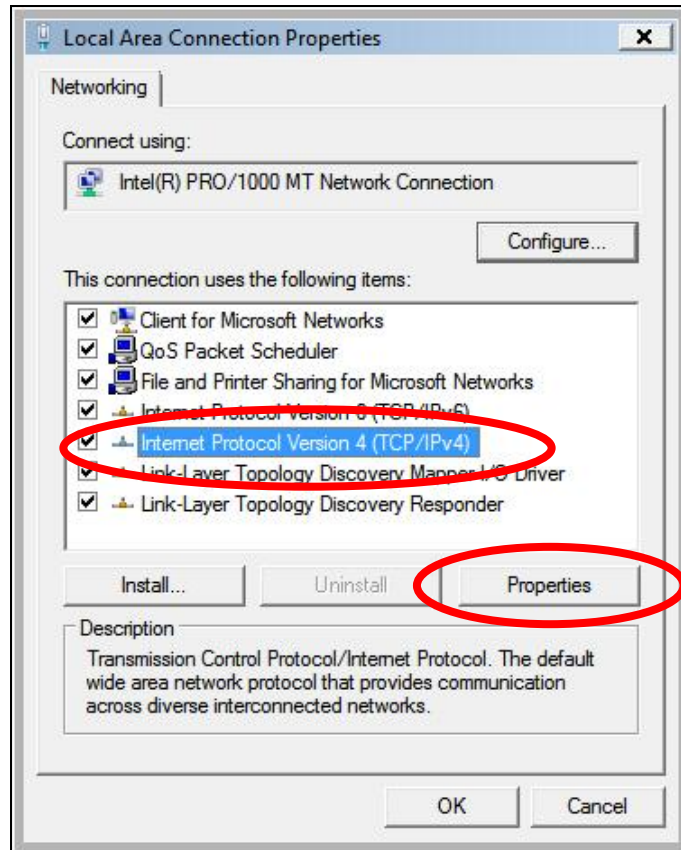 Local Area Connection Properties
Networking
Connect using:
Intel(R) PRO/1000 MT Network Connection
Configure...
This connection uses the following items:
Client for Microsoft Networks
QoS Packet Scheduler
File and Printer Sharing for Microsoft Networks
Internet Protocol Version 6 (TCP/IPv6)
Internet Protocol Version 4 (TCP/IPv4)
Link-Layer Topology Discovery Mapper I/O Driver
Link-Layer Topology Discovery Responder
Install... Uninstall Properties
Description
Transmission Control Protocol/Internet Protocol. The default
wide area network protocol that provides communication
across diverse interconnected networks.
OK Cancel